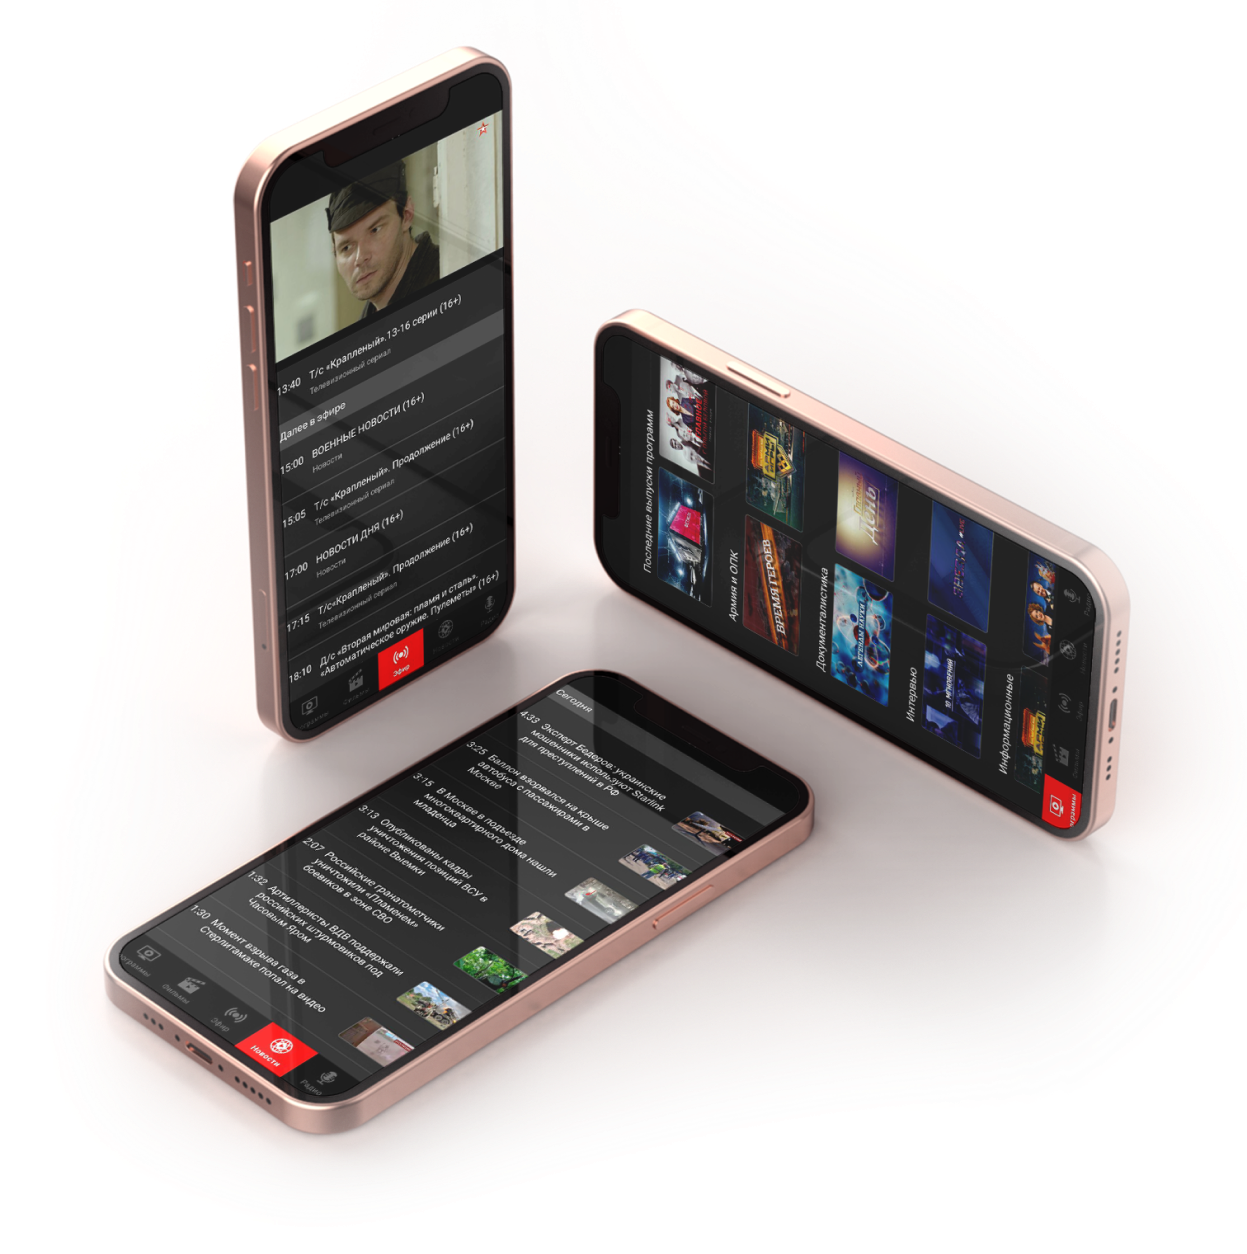 13:40 Т/с «Крапленый».13-16 серии (16+)
Телевизионный сериал
Далее в эфире
15:00 ВОЕННЫЕ НОВОСТИ (16+)
Новости
15:05 Т/с «Крапленый». Продолжение (16+)
Телевизионный сериал
17:00 НОВОСТИ ДНЯ (16+)
Новости
17:15 Т/с«Крапленый». Продолжение (16+)
Телевизионный сериал
18:10 Д/с «Вторая мировая: пламя и сталь».
«Автоматическое оружие. Пулеметы» (16+)
Фильмы
Эфир
Последние выпуски программ
Армия и ОПК
ВРЕМЯ ГЕРОЕВ
Документалистика
День
ЛЕГЕНДЫ НАУКИ
Интервью
Информационные
Сегодня
4:33 Эксперт Бедеров: украинские
мошенники используют Starlink
для преступлений в РФ
3:25 Баллон взорвался на крыше
автобуса с пассажирами в
Москве
3:15 В Москве в подъезде
многоквартирного дома нашли
младенца
3:13 Опубликованы кадры
уничтожения позиций ВСУ в
районе Выемки
2:07 Российские гранатометчики
уничтожили «Пламенем»
боевиков в зоне СВО
1:32 Артиллеристы ВДВ поддержали
российских штурмовиков под
Часовым Яром
1:30 Момент взрыва газа в
Стерлитамаке попал на видео
Фильмы
Эфир
Новости
Радио